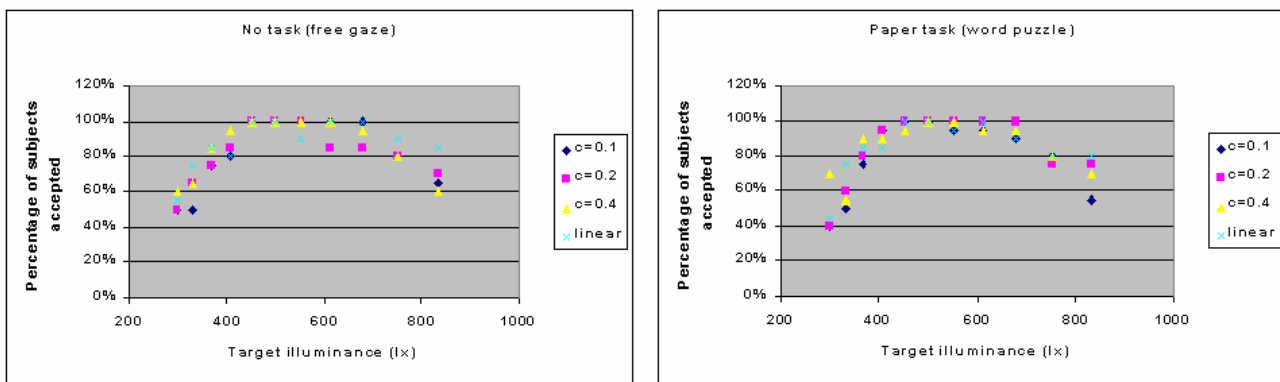 No task (free gaze)
Percentage of subjects
accepted
120%
100%
80%
60%
40%
20%
0%
200
400
600
800
1000
Target illuminance (lx)
c=0.1
c=0.2
c=0.4
linear
Paper task (word puzzle)
Percentage of subjects
accepted
120%
100%
80%
60%
40%
20%
0%
200
400
600
800
1000
Target illuminance (lx)
c=0.1
c=0.2
c=0.4
linear